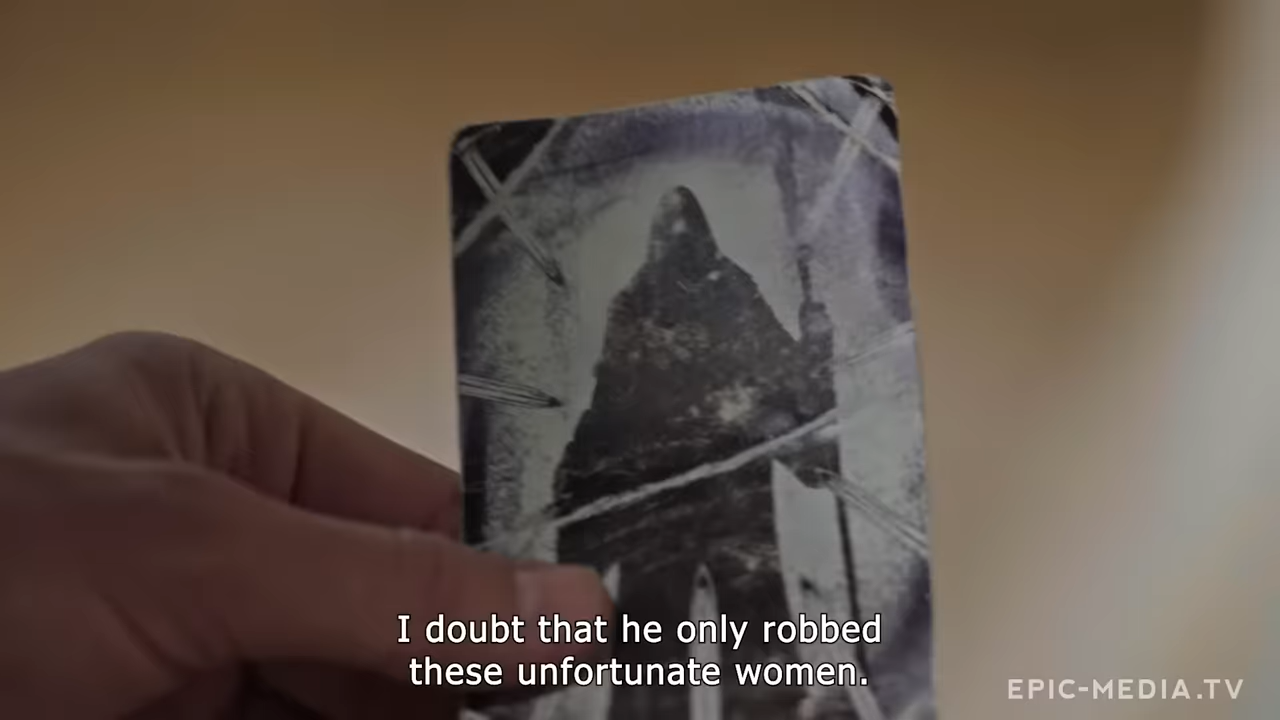 I doubt that he only robbed
these unfortunate women.
EPIC-MEDIA.TV